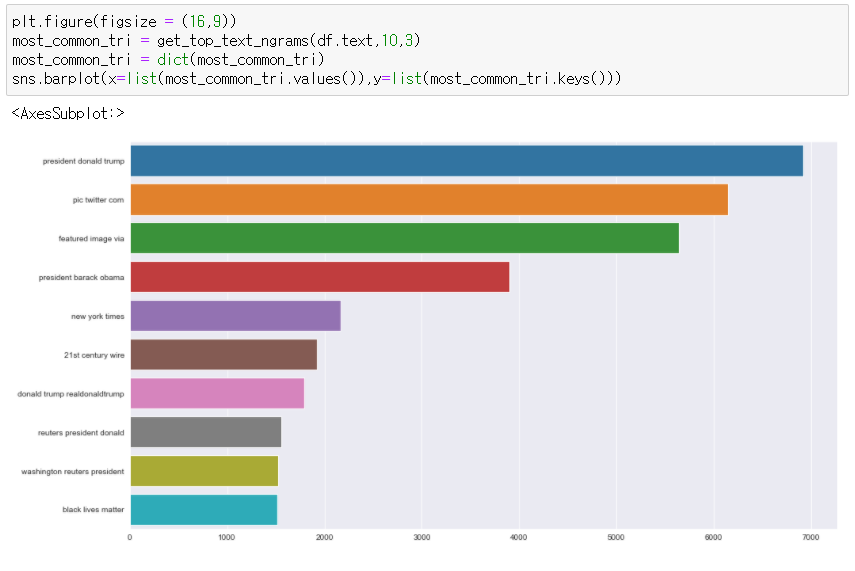 plt.figure(figsize = (16,9))
most_common_tri = get_top_text_ngrams(df.text,10,3)
most_common_tri = dict(most_common_tri)
sns.barplot(x=list(most_common_tri.values()),y=list(most_common_tri.keys()))
<AxesSubplot:>
president donald trump
pic twitter com
featured image via
president barack obama
new york times
21st century wire
donald trump realdonaldtrump
reuters president donald
washington reuters president
black lives matter
0 1000 2000 3000 4000 5000 6000 7000